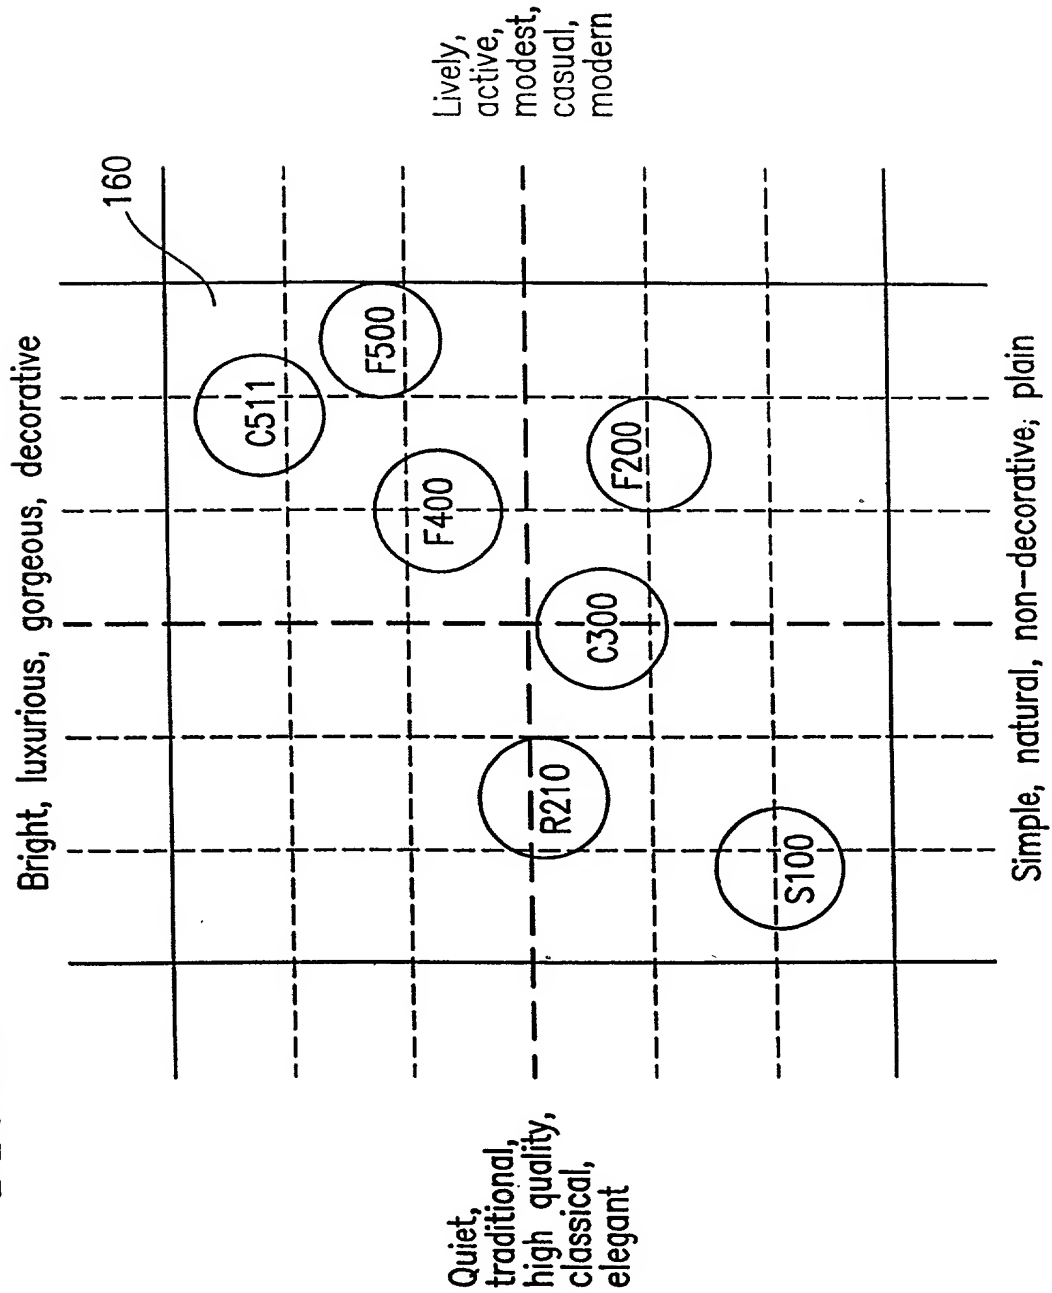 Bright, luxurious, gorgeous, decorative
160
Quiet,
traditional,
high quality,
classical,
elegant
Lively,
active,
modest,
casual,
modern
C511
F500
F400
F200
C300
R210
S100
Simple, natural, non-decorative; plain